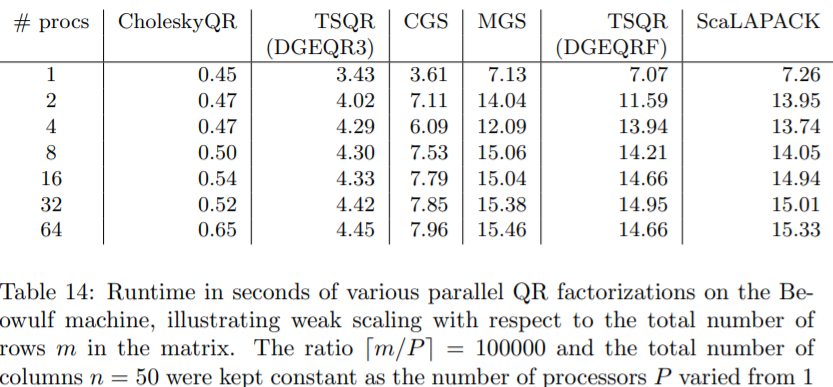 # procs CholeskyQR TSQR CGS MGS TSQR ScaLAPACK
(DGEQR3) (DGEQRF)
1 0.45 3.43 3.61 7.13 7.07 7.26
2 0.47 4.02 7.11 14.04 11.59 13.95
4 0.47 4.29 6.09 12.09 13.94 13.74
8 0.50 4.30 7.53 15.06 14.21 14.05
16 0.54 4.33 7.79 15.04 14.66 14.94
32 0.52 4.42 7.85 15.38 14.95 15.01
64 0.65 4.45 7.96 15.46 14.66 15.33
Table 14: Runtime in seconds of various parallel QR factorizations on the Be-
owulf machine, illustrating weak scaling with respect to the total number of
rows m in the matrix. The ratio ⌈m/P⌉ = 100000 and the total number of
columns n = 50 were kept constant as the number of processors P varied from 1